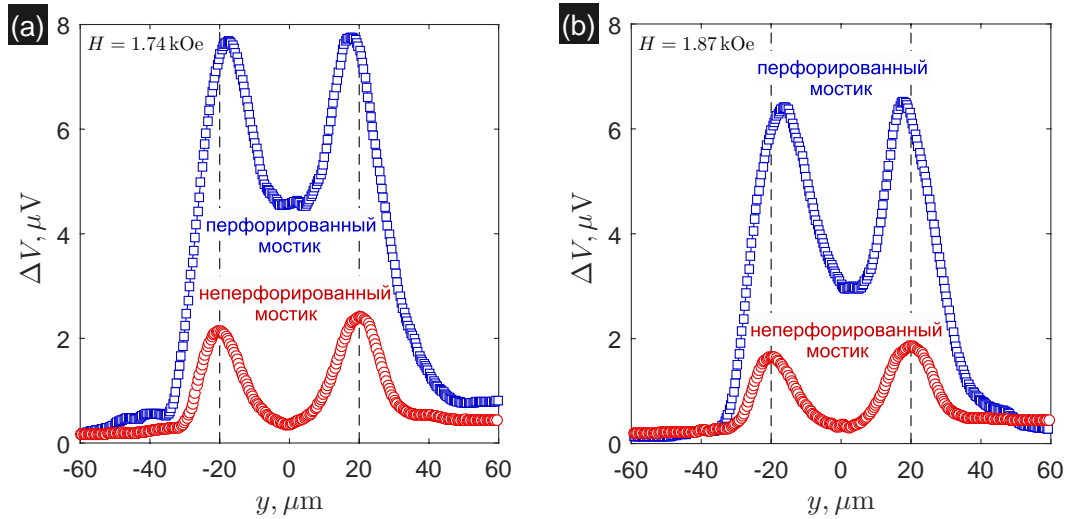 (a)
H = 1.74 kOe
8
6
4
2
0
ΔV, μV
перфорированный
мостик
неперфорированный
мостик
-60 -40 -20 0 20 40 60
y, μm
(b)
H = 1.87 kOe
8
6
4
2
0
ΔV, μV
перфорированный
мостик
неперфорированный
мостик
-60 -40 -20 0 20 40 60
y, μm